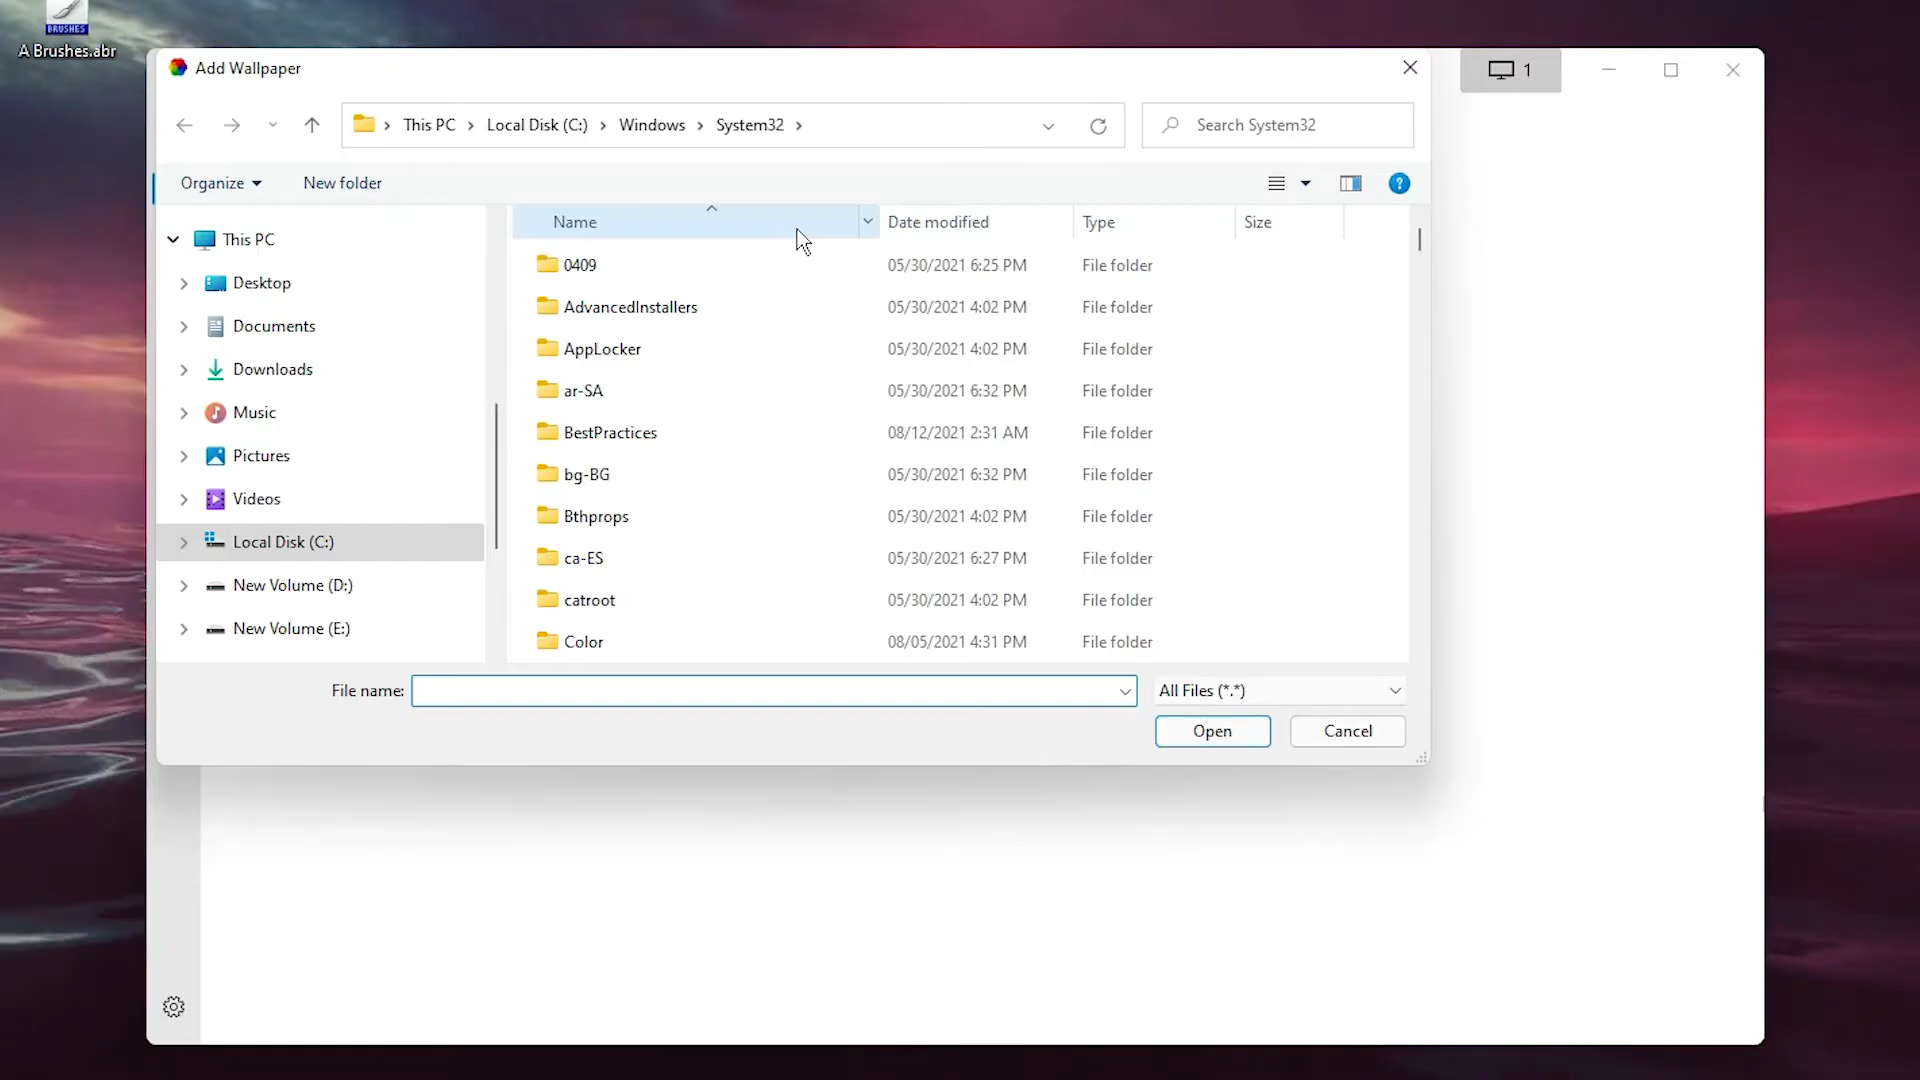 BRUSHES
A Brushes.abr
Add Wallpaper
1
This PC Local Disk (C:) Windows System32
Search System32
Organize New folder
?
Name Date modified Type Size
This PC
Desktop
Documents
Downloads
Music
Pictures
Videos
Local Disk (C:)
New Volume (D:)
New Volume (E:)
0409 05/30/2021 6:25 PM File folder
AdvancedInstallers 05/30/2021 4:02 PM File folder
AppLocker 05/30/2021 4:02 PM File folder
ar-SA 05/30/2021 6:32 PM File folder
BestPractices 08/12/2021 2:31 AM File folder
bg-BG 05/30/2021 6:32 PM File folder
Bthprops 05/30/2021 4:02 PM File folder
ca-ES 05/30/2021 6:27 PM File folder
catroot 05/30/2021 4:02 PM File folder
Color 08/05/2021 4:31 PM File folder
File name: All Files (*.*)
Open Cancel